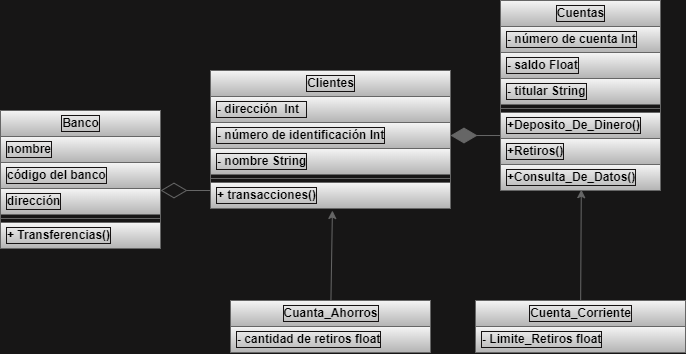 Banco
nombre
código del banco
dirección
+ Transferencias()
Clientes
- dirección Int
- número de identificación Int
- nombre String
+ transacciones()
Cuentas
- número de cuenta Int
- saldo Float
- titular String
+Deposito_De_Dinero()
+Retiros()
+Consulta_De_Datos()
Cuanta_Ahorros
- cantidad de retiros float
Cuenta_Corriente
- Limite_Retiros float